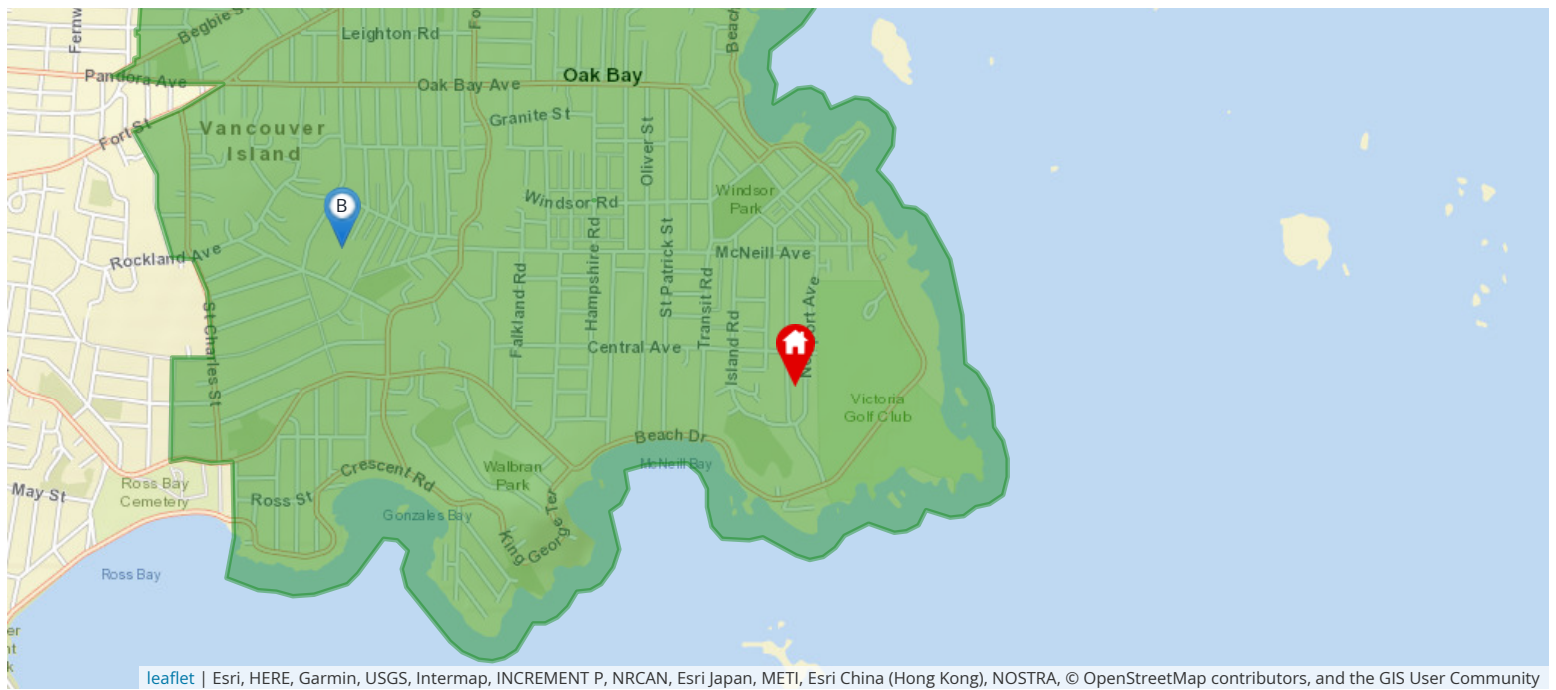 Fernw
Begbie St
Leighton Rd
Fo
Beach
Pandora Ave
Oak Bay Ave
Oak Bay
Fort St
Vancouver
Island
Granite St
Oliver St
B
Windsor Rd
Windsor
Park
Rockland Ave
McNeill Ave
Hampshire Rd
St Patrick St
Falkland Rd
Transit Rd
Island Rd
St Charles St
Central Ave
Victoria
Golf Club
Beach Dr
McNeill Bay
Walbran
Park
Crescent Rd
Ross Bay
Cemetery
May St
Ross St
Gonzales Bay
King George Ter
Ross Bay
er
nt
k
leaflet | Esri, HERE, Garmin, USGS, Intermap, INCREMENT P, NRCAN, Esri Japan, METI, Esri China (Hong Kong), NOSTRA, © OpenStreetMap contributors, and the GIS User Community